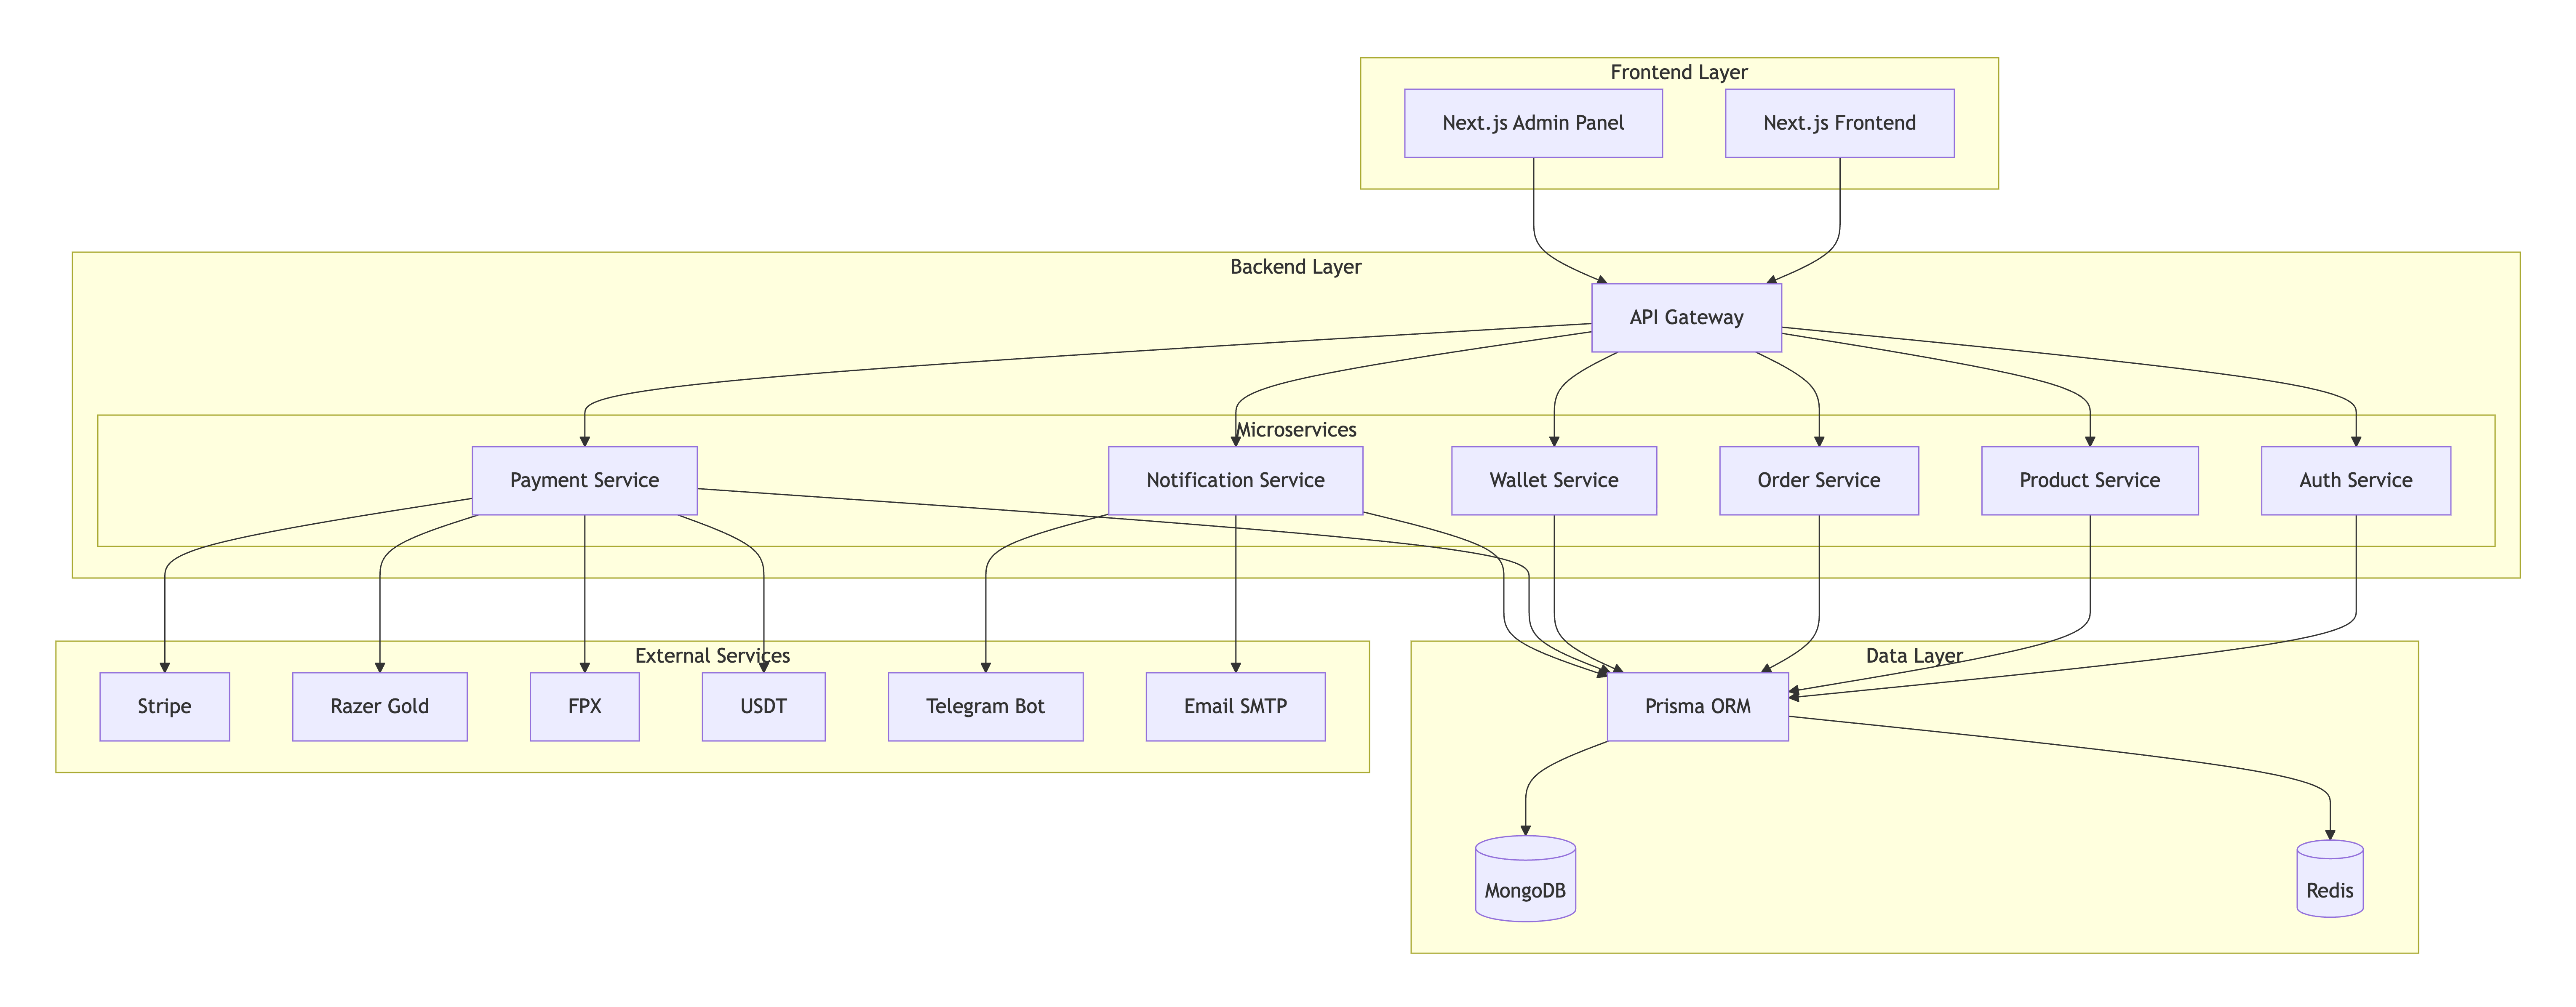 Frontend Layer
Next.js Admin Panel
Next.js Frontend
Backend Layer
API Gateway
Microservices
Payment Service
Notification Service
Wallet Service
Order Service
Product Service
Auth Service
External Services
Stripe
Razer Gold
FPX
USDT
Telegram Bot
Email SMTP
Data Layer
Prisma ORM
MongoDB
Redis